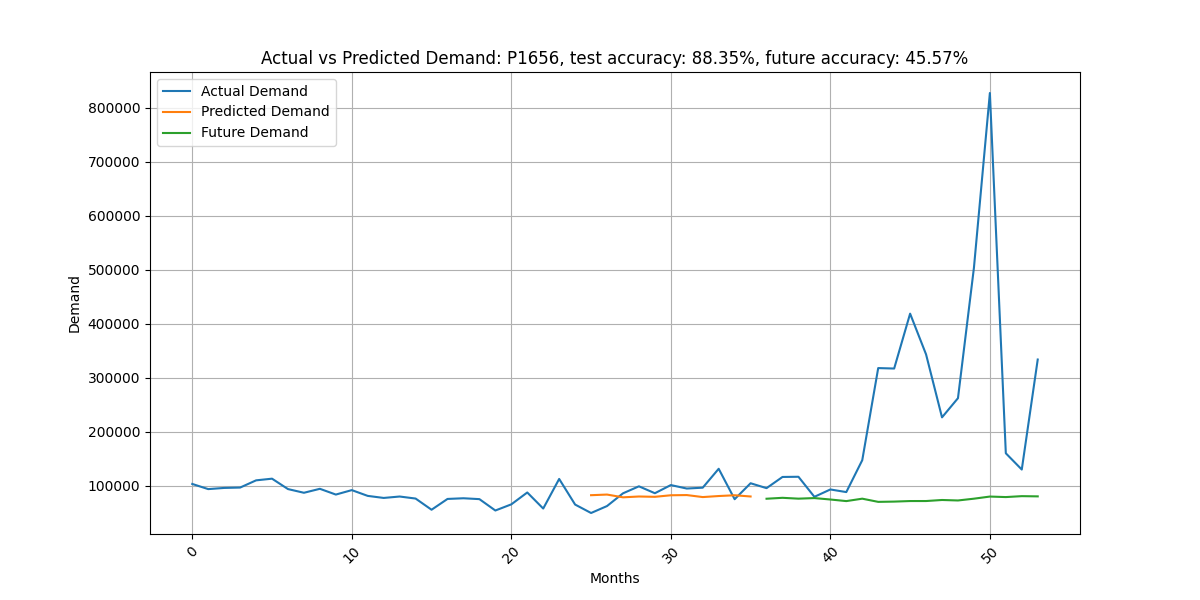 Actual vs Predicted Demand: P1656, test accuracy: 88.35%, future accuracy: 45.57%
Actual Demand
Predicted Demand
Future Demand
800000
700000
600000
500000
400000
300000
200000
100000
Demand
0
10
20
30
40
50
Months